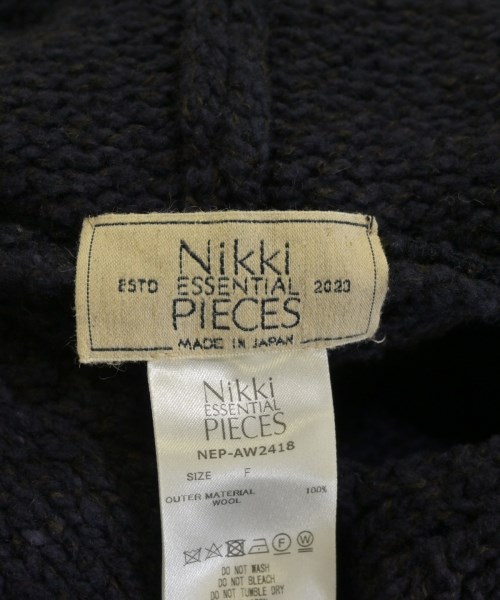 Nikki
ESTD ESSENTIAL 2023
PIECES
MADE IN JAPAN
Nikki
ESSENTIAL
PIECES
NEP-AW2418
SIZE F
OUTER MATERIAL 100%
WOOL
F W
DO NOT WASH
DO NOT BLEACH
DO NOT TUMBLE DRY